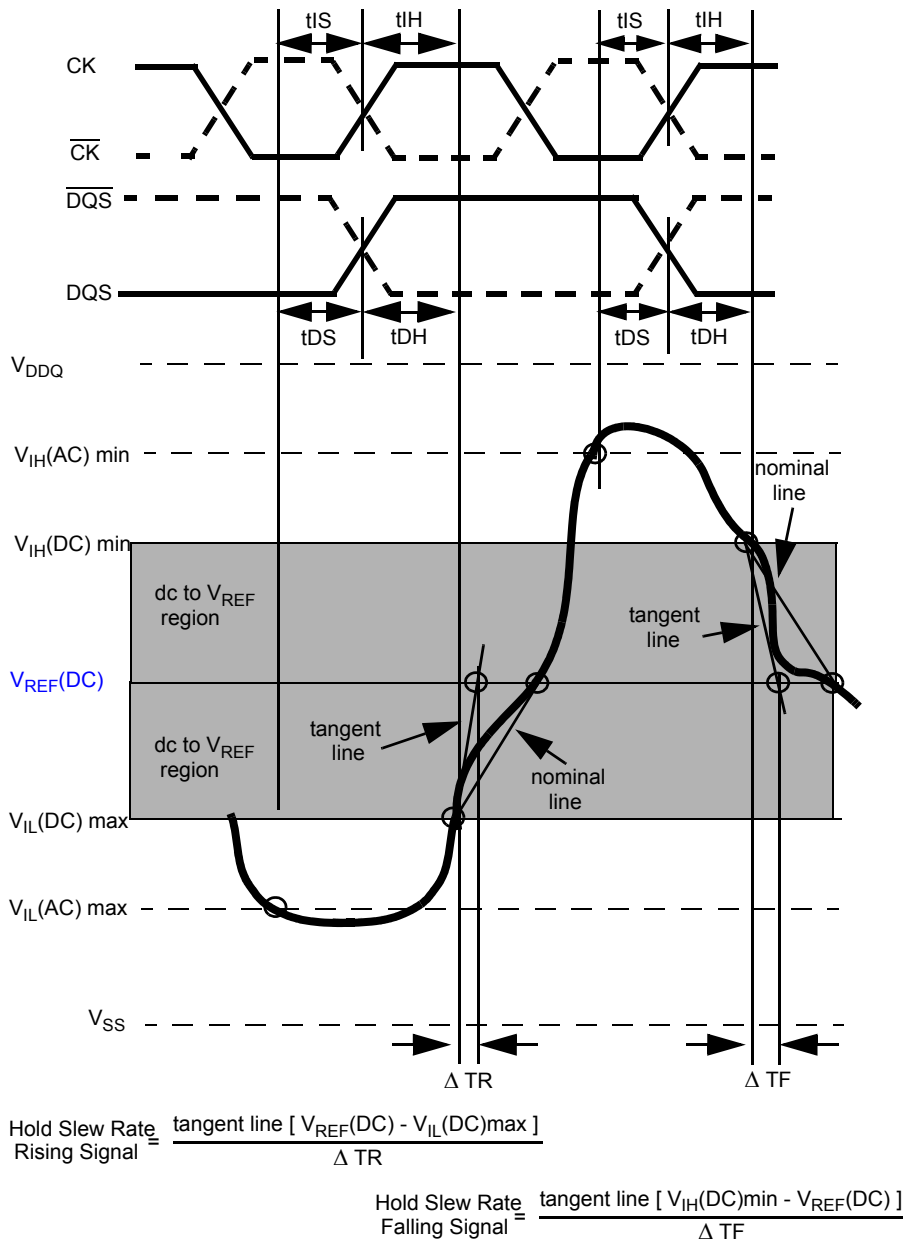 tIS tIH tIS tIH
CK
CK
DQS
DQS
tDS tDH tDS tDH
VDDQ
VIH(AC) min
nominal
line
VIH(DC) min
dc to VREF
region
tangent
line
VREF(DC)
tangent
line
dc to VREF
region
nominal
line
VIL(DC) max
VIL(AC) max
VSS
Δ TR Δ TF
Hold Slew Rate
Rising Signal = tangent line [ VREF(DC) - VIL(DC)max ]
Δ TR
Hold Slew Rate
Falling Signal = tangent line [ VIH(DC)min - VREF(DC) ]
Δ TF